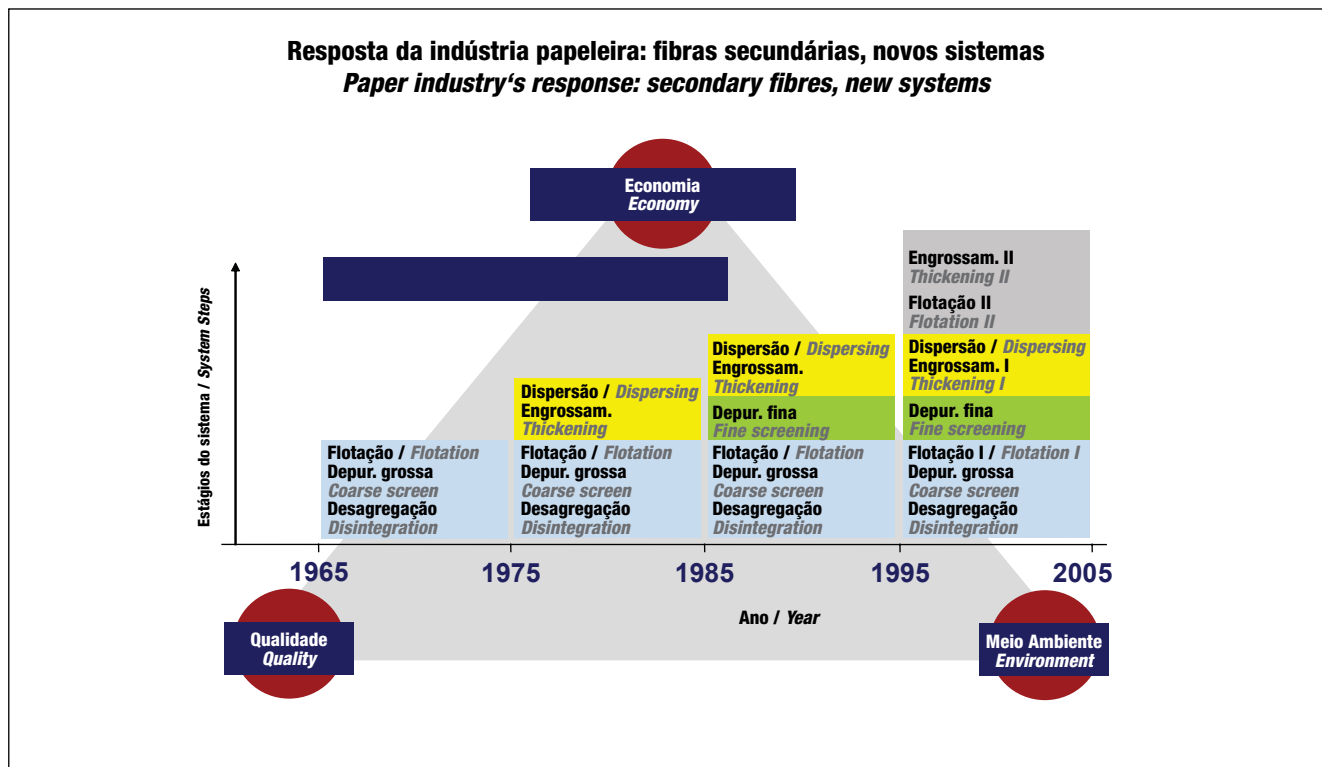 Resposta da indústria papeleira: fibras secundárias, novos sistemas
Paper industry‘s response: secondary fibres, new systems
Economia
Economy
Estágios do sistema / System Steps
Flotação / Flotation
Depur. grossa
Coarse screen
Desagregação
Disintegration
Dispersão / Dispersing
Engrossam.
Thickening
Flotação / Flotation
Depur. grossa
Coarse screen
Desagregação
Disintegration
Dispersão / Dispersing
Engrossam.
Thickening
Depur. fina
Fine screening
Flotação / Flotation
Depur. grossa
Coarse screen
Desagregação
Disintegration
Engrossam. II
Thickening II
Flotação II
Flotation II
Dispersão / Dispersing
Engrossam. I
Thickening I
Depur. fina
Fine screening
Flotação I / Flotation I
Depur. grossa
Coarse screen
Desagregação
Disintegration
1965 1975 1985 1995 2005
Ano / Year
Qualidade
Quality
Meio Ambiente
Environment